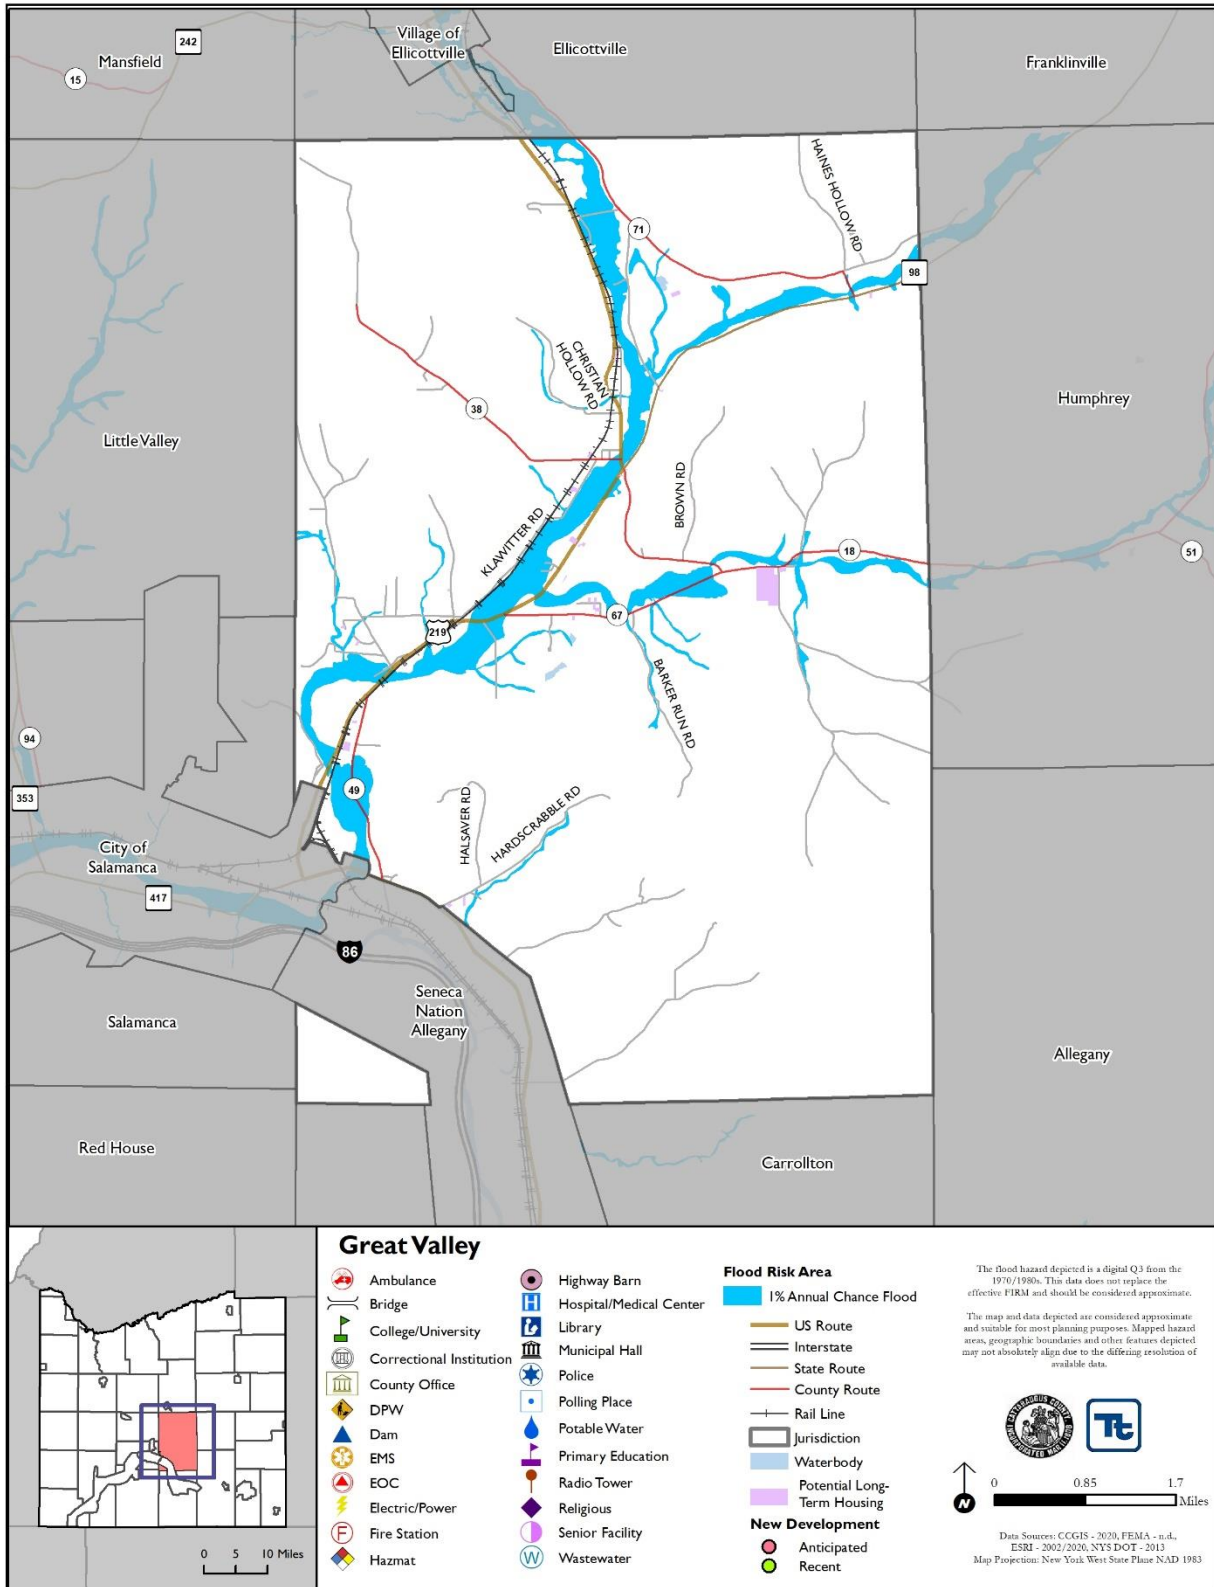 Village of
Ellicottville
Ellicottville
Franklinville
Mansfield
242
15
HAINES HOLLOW RD
71
98
CHRISTIAN
HOLLOW RD
38
Humphrey
Little Valley
BROWN RD
KLAWITTER RD
18
51
67
219
BARKER RUN RD
94
49
353
HALSAVER RD
HARDSCRABBLE RD
City of
Salamanca
417
86
Seneca
Nation
Allegany
Salamanca
Allegany
Red House
Carrollton
0 5 10 Miles
Great Valley
Ambulance
Bridge
College/University
Correctional Institution
County Office
DPW
Dam
EMS
EOC
Electric/Power
F
Fire Station
Hazmat
Highway Barn
H
Hospital/Medical Center
Library
Municipal Hall
Police
Polling Place
Potable Water
Primary Education
Radio Tower
Religious
Senior Facility
W
Wastewater
Flood Risk Area
1% Annual Chance Flood
US Route
Interstate
State Route
County Route
Rail Line
Jurisdiction
Waterbody
Potential Long-
Term Housing
New Development
Anticipated
Recent
The flood hazard depicted is a digital Q3 from the
1970/1980s. This data does not replace the
effective FIRM and should be considered approximate.
The map and data depicted are considered approximate
and suitable for most planning purposes. Mapped hazard
areas, geographic boundaries and other features depicted
may not absolutely align due to the differing resolution of
available data.
CATTARAUGUS COUNTY
Tt
N
0 0.85 1.7
Miles
Data Sources: CCGIS - 2020, FEMA - n.d.,
ESRI - 2002/2020, NYS DOT - 2013
Map Projection: New York West State Plane NAD 1983